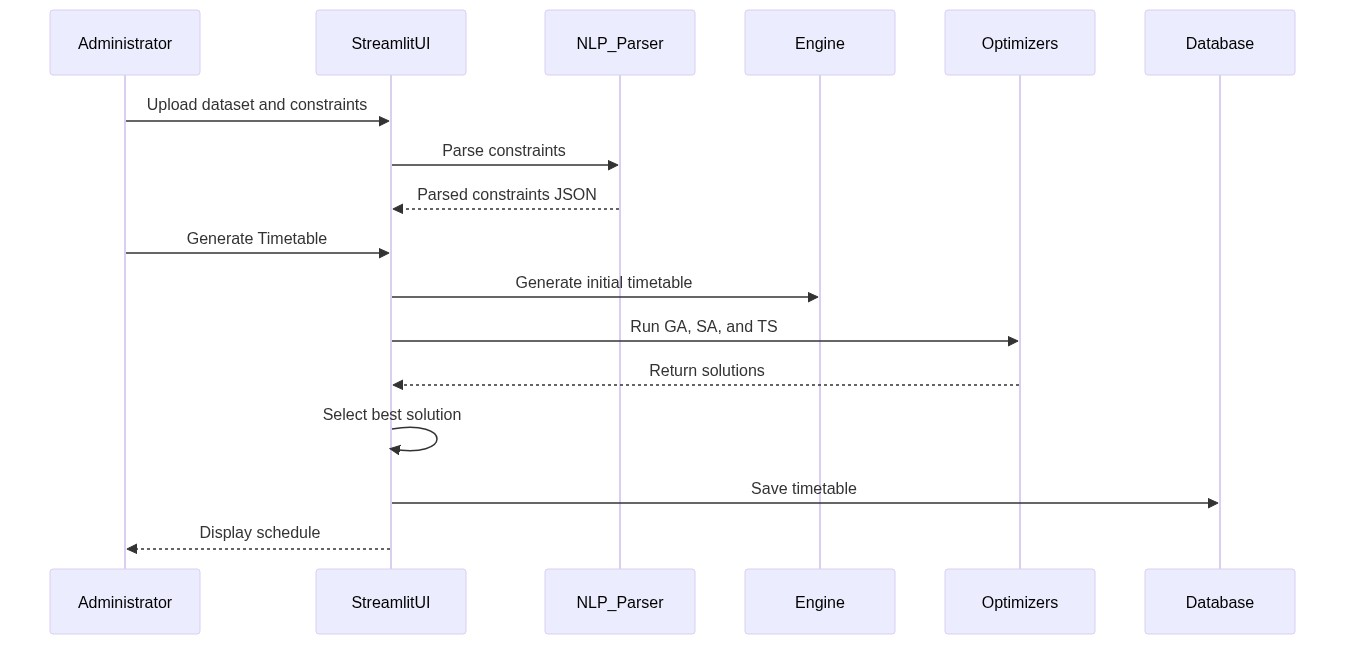 Administrator
StreamlitUI
NLP_Parser
Engine
Optimizers
Database
Upload dataset and constraints
Parse constraints
Parsed constraints JSON
Generate Timetable
Generate initial timetable
Run GA, SA, and TS
Return solutions
Select best solution
Save timetable
Display schedule
Administrator
StreamlitUI
NLP_Parser
Engine
Optimizers
Database